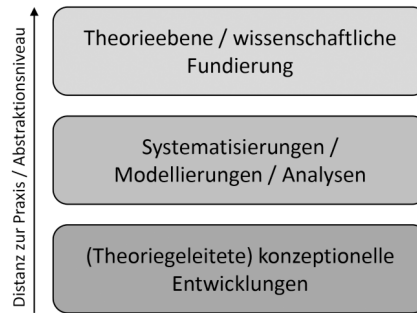 Distanz zur Praxis / Abstraktionsniveau
Theorieebene / wissenschaftliche
Fundierung
Systematisierungen /
Modellierungen / Analysen
(Theoriegeleitete) konzeptionelle
Entwicklungen